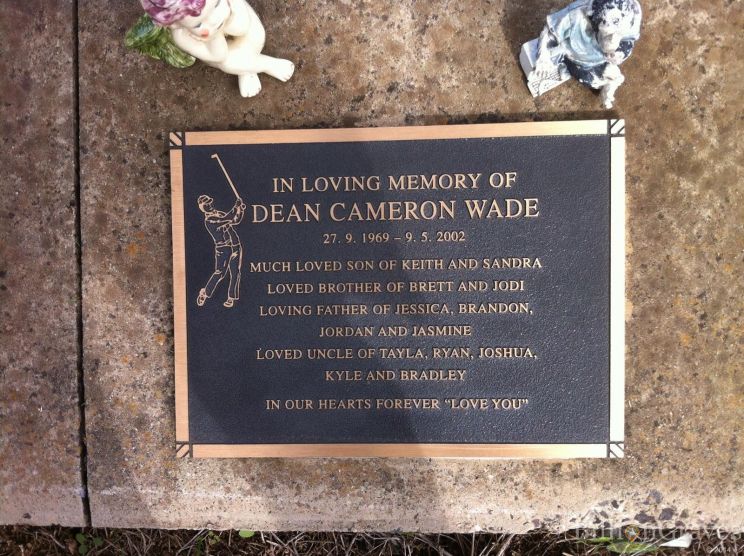 IN LOVING MEMORY OF
DEAN CAMERON WADE
27. 9. 1969 – 9. 5. 2002
MUCH LOVED SON OF KEITH AND SANDRA
LOVED BROTHER OF BRETT AND JODI
LOVING FATHER OF JESSICA, BRANDON,
JORDAN AND JASMINE
LOVED UNCLE OF TAYLA, RYAN, JOSHUA,
KYLE AND BRADLEY
IN OUR HEARTS FOREVER “LOVE YOU”
BillionGraves